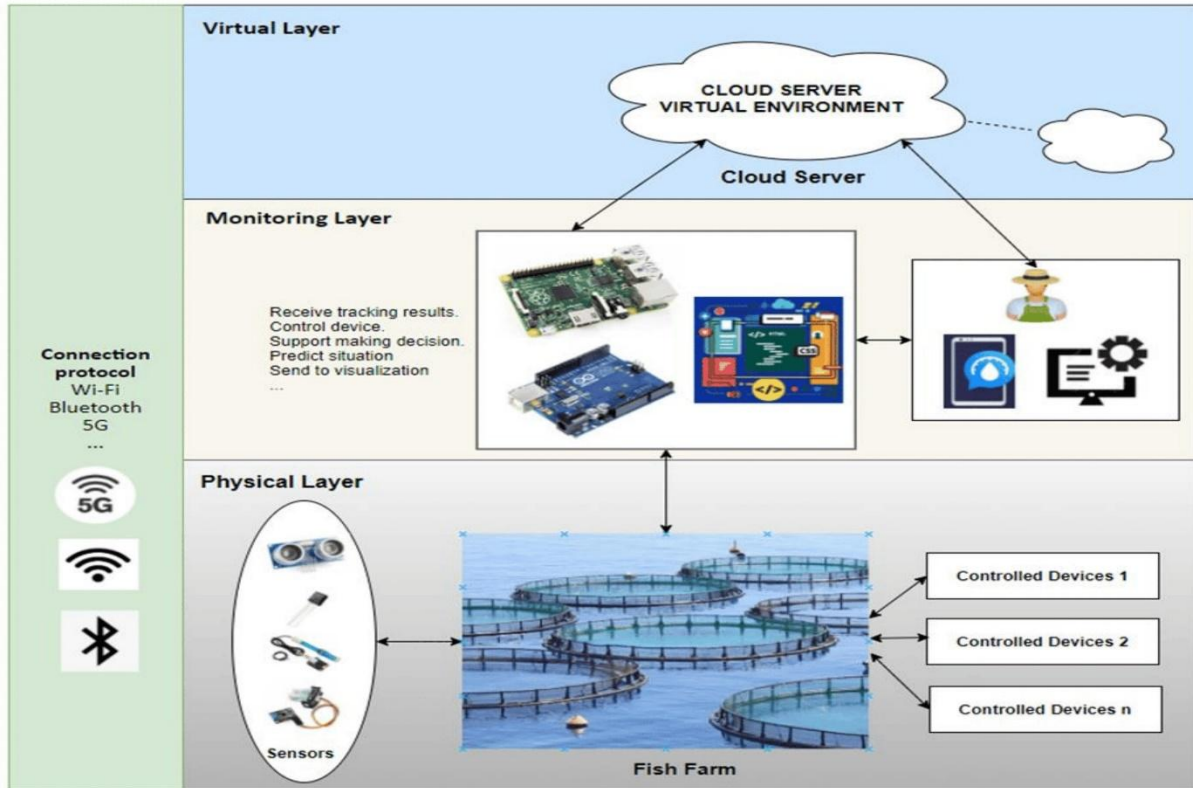 Virtual Layer
CLOUD SERVER
VIRTUAL ENVIRONMENT
Cloud Server
Monitoring Layer
Receive tracking results.
Control device.
Support making decision.
Predict situation
Send to visualization
...
HTML
CSS
</>
Connection
protocol
Wi-Fi
Bluetooth
5G
...
5G
Physical Layer
Sensors
Fish Farm
Controlled Devices 1
Controlled Devices 2
Controlled Devices n